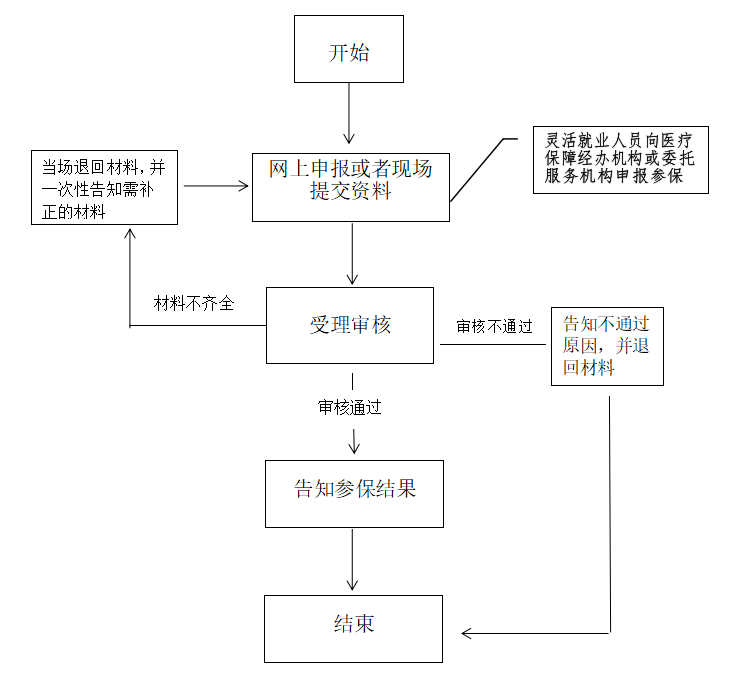 开始
灵活就业人员向医疗
保障经办机构或委托
服务机构申报参保
当场退回材料，并
一次性告知需补
正的材料
网上申报或者现场
提交资料
材料不齐全
受理审核
审核不通过
告知不通过
原因，并退
回材料
审核通过
告知参保结果
结束